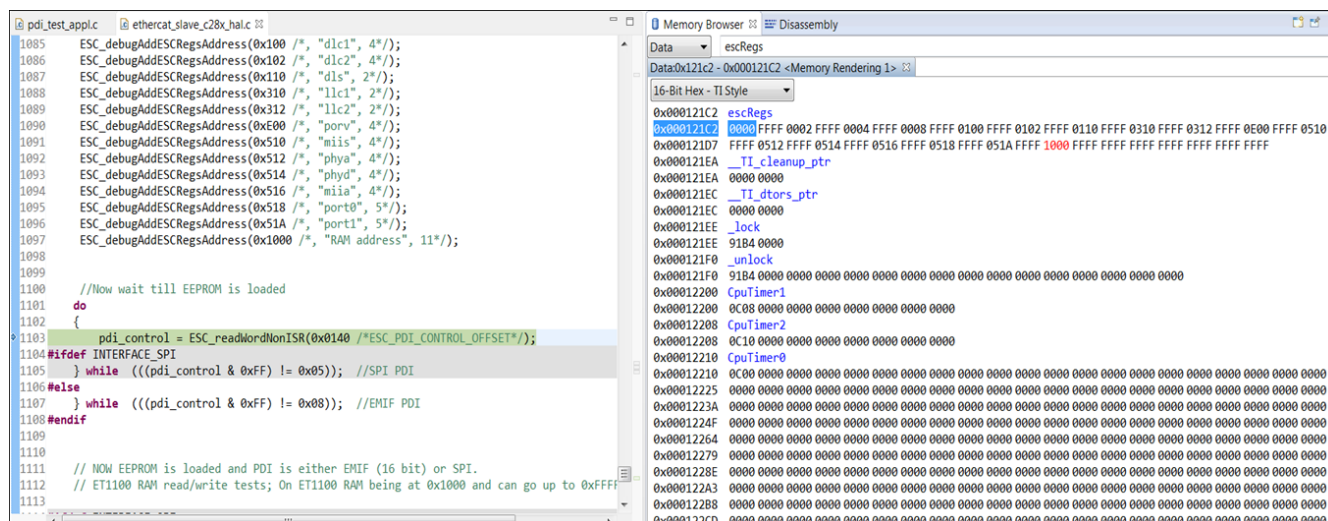 pdi_test_appl.c
ethercat_slave_c28x_hal.c
1085 ESC_debugAddESCRegsAddress(0x100 /*, "dlc1", 4*/);
1086 ESC_debugAddESCRegsAddress(0x102 /*, "dlc2", 4*/);
1087 ESC_debugAddESCRegsAddress(0x110 /*, "dls", 2*/);
1088 ESC_debugAddESCRegsAddress(0x310 /*, "llc1", 2*/);
1089 ESC_debugAddESCRegsAddress(0x312 /*, "llc2", 2*/);
1090 ESC_debugAddESCRegsAddress(0xE00 /*, "porv", 4*/);
1091 ESC_debugAddESCRegsAddress(0x510 /*, "miis", 4*/);
1092 ESC_debugAddESCRegsAddress(0x512 /*, "phya", 4*/);
1093 ESC_debugAddESCRegsAddress(0x514 /*, "phyd", 4*/);
1094 ESC_debugAddESCRegsAddress(0x516 /*, "miia", 4*/);
1095 ESC_debugAddESCRegsAddress(0x518 /*, "port0", 5*/);
1096 ESC_debugAddESCRegsAddress(0x51A /*, "port1", 5*/);
1097 ESC_debugAddESCRegsAddress(0x1000 /*, "RAM address", 11*/);
1098
1099
1100 //Now wait till EEPROM is loaded
1101 do
1102 {
1103 pdi_control = ESC_readWordNonISR(0x0140 /*ESC_PDI_CONTROL_OFFSET*/);
1104 #ifdef INTERFACE_SPI
1105 } while (((pdi_control & 0xFF) != 0x05)); //SPI PDI
1106 #else
1107 } while (((pdi_control & 0xFF) != 0x08)); //EMIF PDI
1108 #endif
1109
1110
1111 // NOW EEPROM is loaded and PDI is either EMIF (16 bit) or SPI.
1112 // ET1100 RAM read/write tests; On ET1100 RAM being at 0x1000 and can go up to 0xFFFF
1113
Memory Browser
Disassembly
Data escRegs
Data:0x121c2 - 0x000121C2 <Memory Rendering 1>
16-Bit Hex - TI Style
0x000121C2 escRegs
0x000121C2 0000 FFFF 0002 FFFF 0004 FFFF 0008 FFFF 0100 FFFF 0102 FFFF 0110 FFFF 0310 FFFF 0312 FFFF 0E00 FFFF 0510
0x000121D7 FFFF 0512 FFFF 0514 FFFF 0516 FFFF 0518 FFFF 051A FFFF 1000 FFFF FFFF FFFF FFFF FFFF FFFF FFFF
0x000121EA __TI_cleanup_ptr
0x000121EA 0000 0000
0x000121EC __TI_dtors_ptr
0x000121EC 0000 0000
0x000121EE _lock
0x000121EE 91B4 0000
0x000121F0 _unlock
0x000121F0 91B4 0000 0000 0000 0000 0000 0000 0000 0000 0000 0000 0000 0000 0000 0000 0000
0x00012200 CpuTimer1
0x00012200 0C08 0000 0000 0000 0000 0000 0000 0000
0x00012208 CpuTimer2
0x00012208 0C10 0000 0000 0000 0000 0000 0000 0000
0x00012210 CpuTimer0
0x00012210 0C00 0000 0000 0000 0000 0000 0000 0000 0000 0000 0000 0000 0000 0000 0000 0000 0000 0000 0000 0000 0000
0x00012225 0000 0000 0000 0000 0000 0000 0000 0000 0000 0000 0000 0000 0000 0000 0000 0000 0000 0000 0000 0000 0000
0x0001223A 0000 0000 0000 0000 0000 0000 0000 0000 0000 0000 0000 0000 0000 0000 0000 0000 0000 0000 0000 0000 0000
0x0001224F 0000 0000 0000 0000 0000 0000 0000 0000 0000 0000 0000 0000 0000 0000 0000 0000 0000 0000 0000 0000 0000
0x00012264 0000 0000 0000 0000 0000 0000 0000 0000 0000 0000 0000 0000 0000 0000 0000 0000 0000 0000 0000 0000 0000
0x00012279 0000 0000 0000 0000 0000 0000 0000 0000 0000 0000 0000 0000 0000 0000 0000 0000 0000 0000 0000 0000 0000
0x0001228E 0000 0000 0000 0000 0000 0000 0000 0000 0000 0000 0000 0000 0000 0000 0000 0000 0000 0000 0000 0000 0000
0x000122A3 0000 0000 0000 0000 0000 0000 0000 0000 0000 0000 0000 0000 0000 0000 0000 0000 0000 0000 0000 0000 0000
0x000122B8 0000 0000 0000 0000 0000 0000 0000 0000 0000 0000 0000 0000 0000 0000 0000 0000 0000 0000 0000 0000 0000